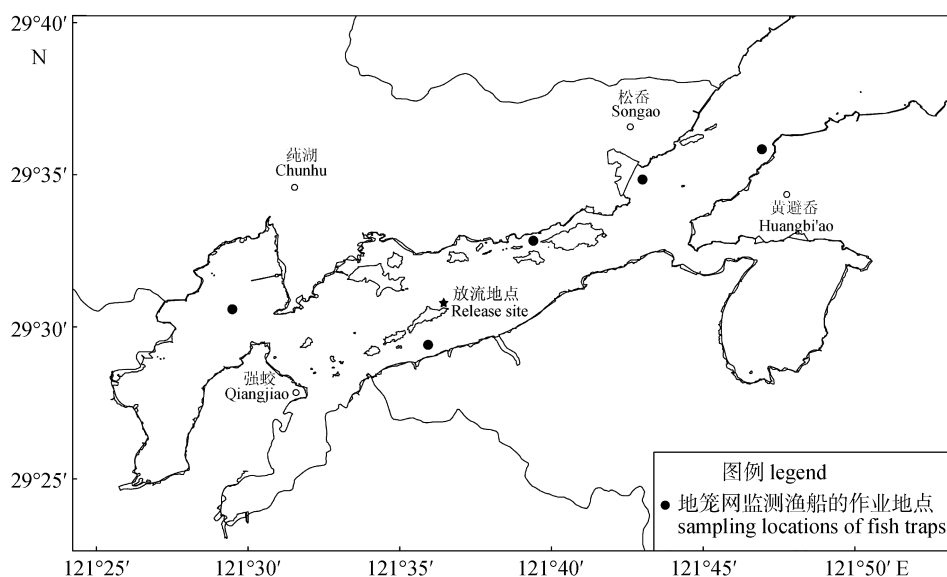 29°40′
N
松岙
Songao
莼湖
Chunhu
29°35′
黄避岙
Huangbi'ao
放流地点
Release site
29°30′
强蛟
Qiangjiao
29°25′
图例 legend
地笼网监测渔船的作业地点
sampling locations of fish traps
121°25′ 121°30′ 121°35′ 121°40′ 121°45′ 121°50′ E